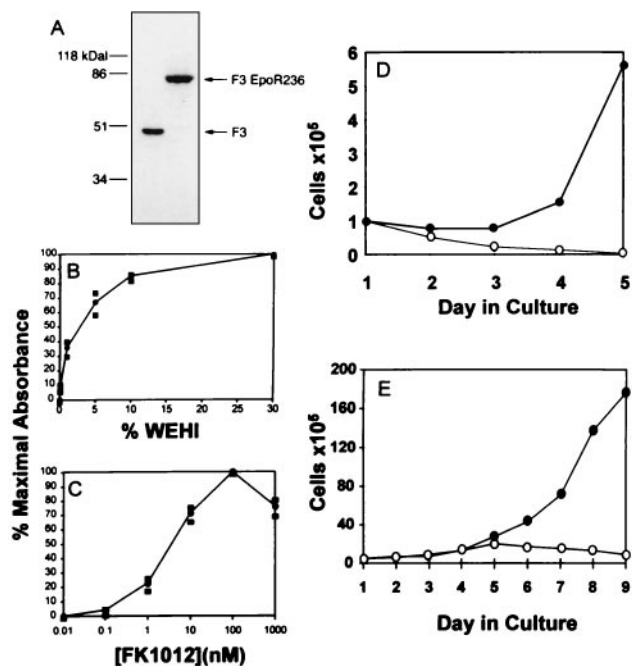 A
118 kDal
86
51
34
F3 EpoR236
F3
B
100
90
80
70
60
50
40
30
20
10
0
0 5 10 15 20 25 30
% WEHI
% Maximal Absorbance
C
100
90
80
70
60
50
40
30
20
10
0
0.01 0.1 1 10 100 1000
[FK1012](nM)
D
6
5
4
3
2
1
0
Cells x10⁵
1 2 3 4 5
Day in Culture
E
200
160
120
80
40
0
Cells x10⁵
1 2 3 4 5 6 7 8 9
Day in Culture